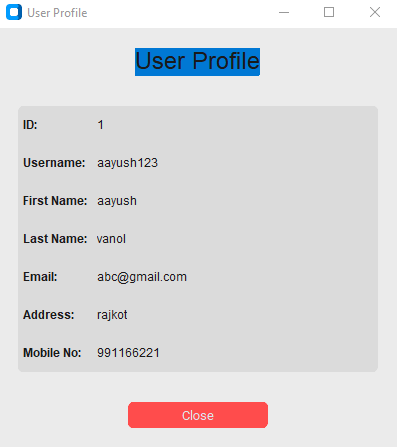 User Profile
User Profile
ID: 1
Username: aayush123
First Name: aayush
Last Name: vanol
Email: abc@gmail.com
Address: rajkot
Mobile No: 991166221
Close